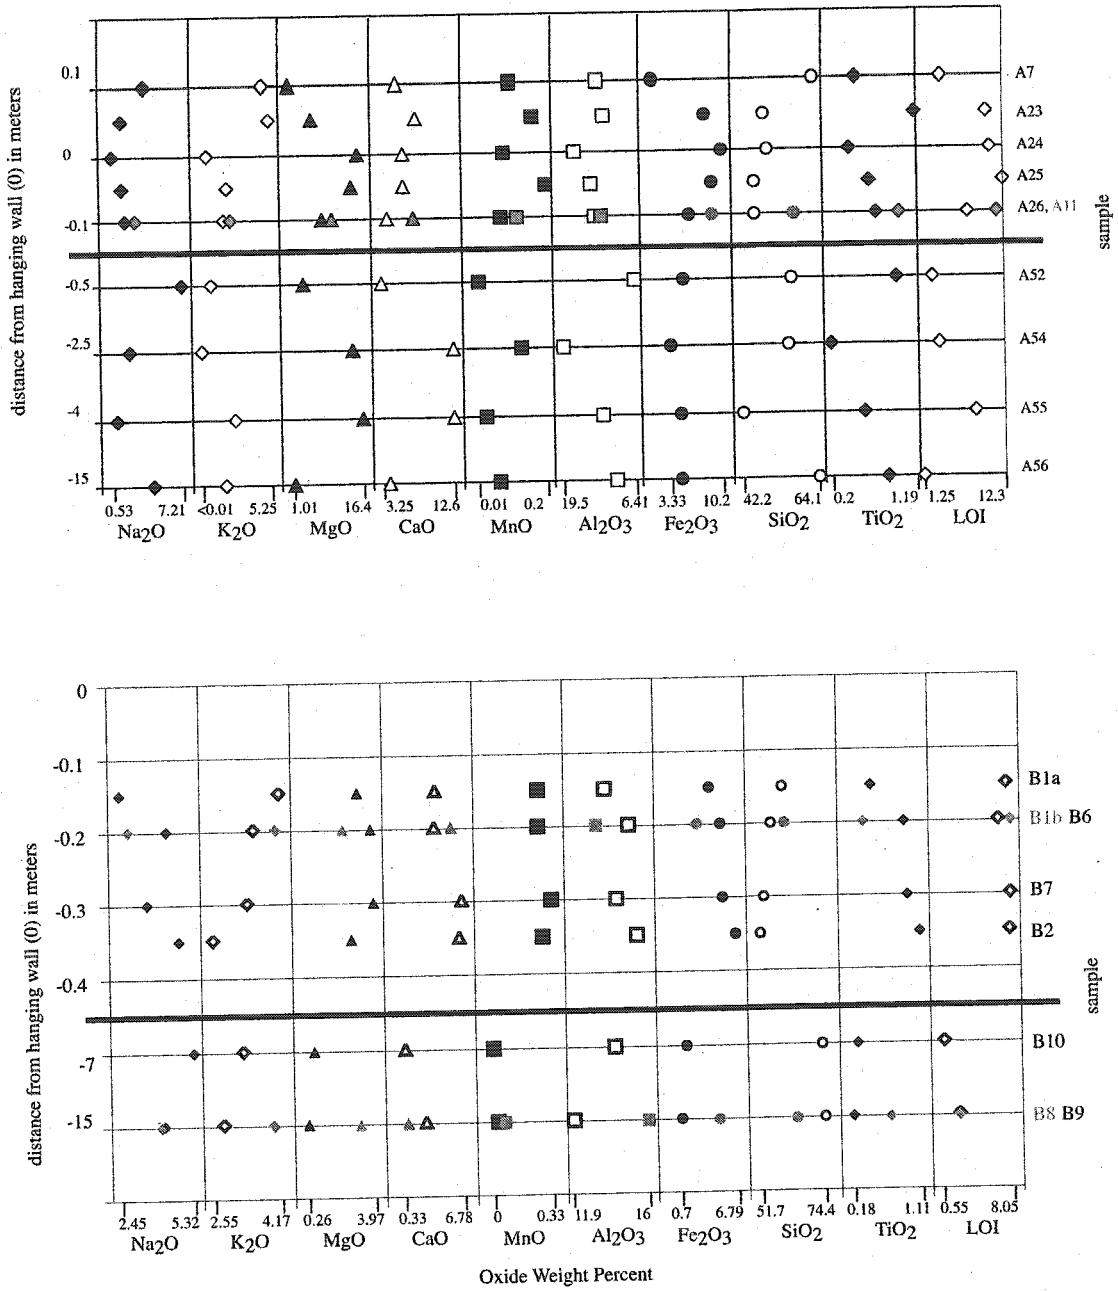 0.1
A7
A23
0
A24
A25
-0.1
A26, A11
-0.5
A52
-2.5
A54
-4
A55
-15
A56
distance from hanging wall (0) in meters
sample
0.53 7.21 <0.01 5.25 1.01 16.4 3.25 12.6 0.01 0.2 19.5 6.41 3.33 10.2 42.2 64.1 0.2 1.19 1.25 12.3
Na2O K2O MgO CaO MnO Al2O3 Fe2O3 SiO2 TiO2 LOI
0
-0.1
B1a
-0.2
B1b B6
-0.3
B7
B2
-0.4
-7
B10
-15
B8 B9
distance from hanging wall (0) in meters
sample
2.45 5.32 2.55 4.17 0.26 3.97 0.33 6.78 0 0.33 11.9 16 0.7 6.79 51.7 74.4 0.18 1.11 0.55 8.05
Na2O K2O MgO CaO MnO Al2O3 Fe2O3 SiO2 TiO2 LOI
Oxide Weight Percent